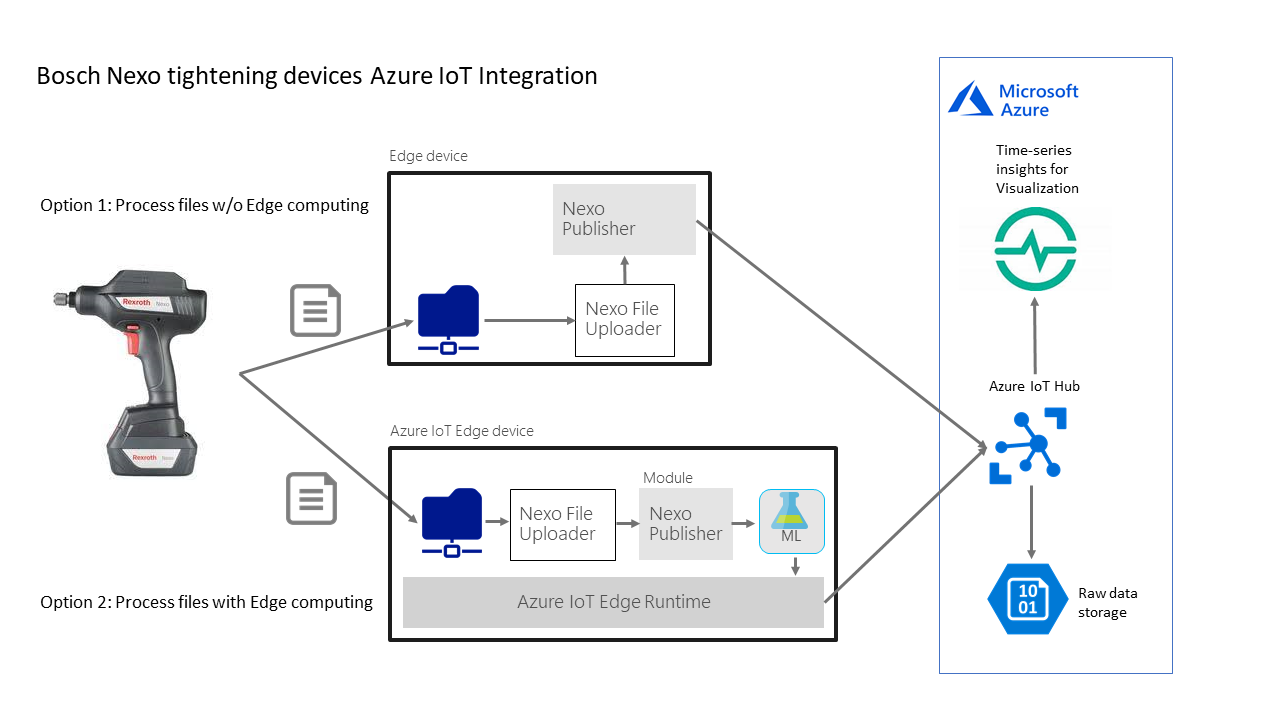 Bosch Nexo tightening devices Azure IoT Integration
Microsoft
Azure
Time-series
insights for
Visualization
Edge device
Option 1: Process files w/o Edge computing
Nexo
Publisher
Rexroth Nexo
Nexo File
Uploader
Azure IoT Hub
Azure IoT Edge device
Rexroth Nexo
Module
Nexo File
Uploader
Nexo
Publisher
ML
Option 2: Process files with Edge computing
Azure IoT Edge Runtime
10
01
Raw data
storage